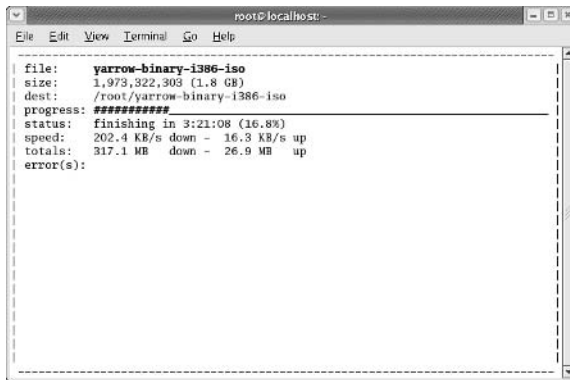 root@localhost:~
File Edit View Terminal Go Help
file: yarrow-binary-i386-iso
size: 1,973,322,303 (1.8 GB)
dest: /root/yarrow-binary-i386-iso
progress: ###########
status: finishing in 3:21:08 (16.8%)
speed: 202.4 KB/s down - 16.3 KB/s up
totals: 317.1 MB down - 26.9 MB up
error(s):